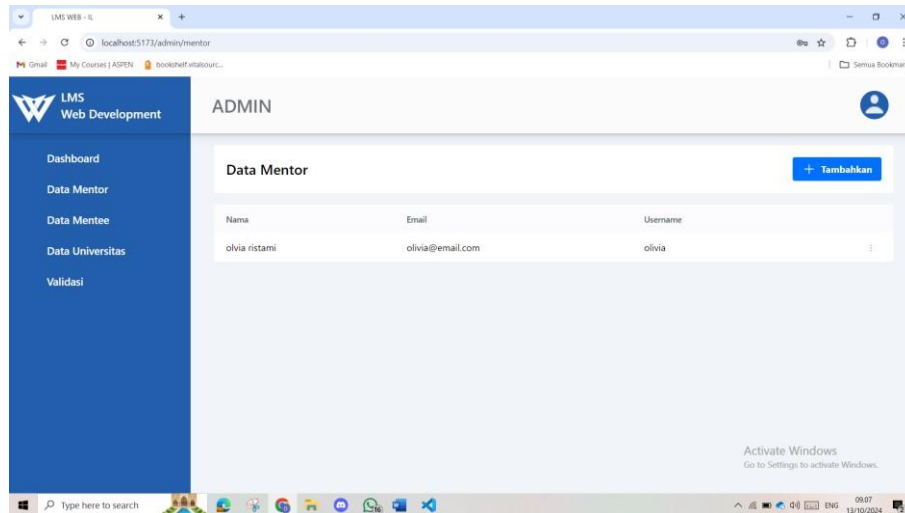 LMS WEB - IL
localhost:5173/admin/mentor
Gmail My Courses | ASPEN bookshelf.vitalsourc... Semua Bookmar
LMS
Web Development
ADMIN
Dashboard
Data Mentor
Data Mentee
Data Universitas
Validasi
Data Mentor
+ Tambahkan
Nama Email Username
olvia ristami olivia@email.com olivia
Activate Windows
Go to Settings to activate Windows.
Type here to search
ENG
09.07
13/10/2024